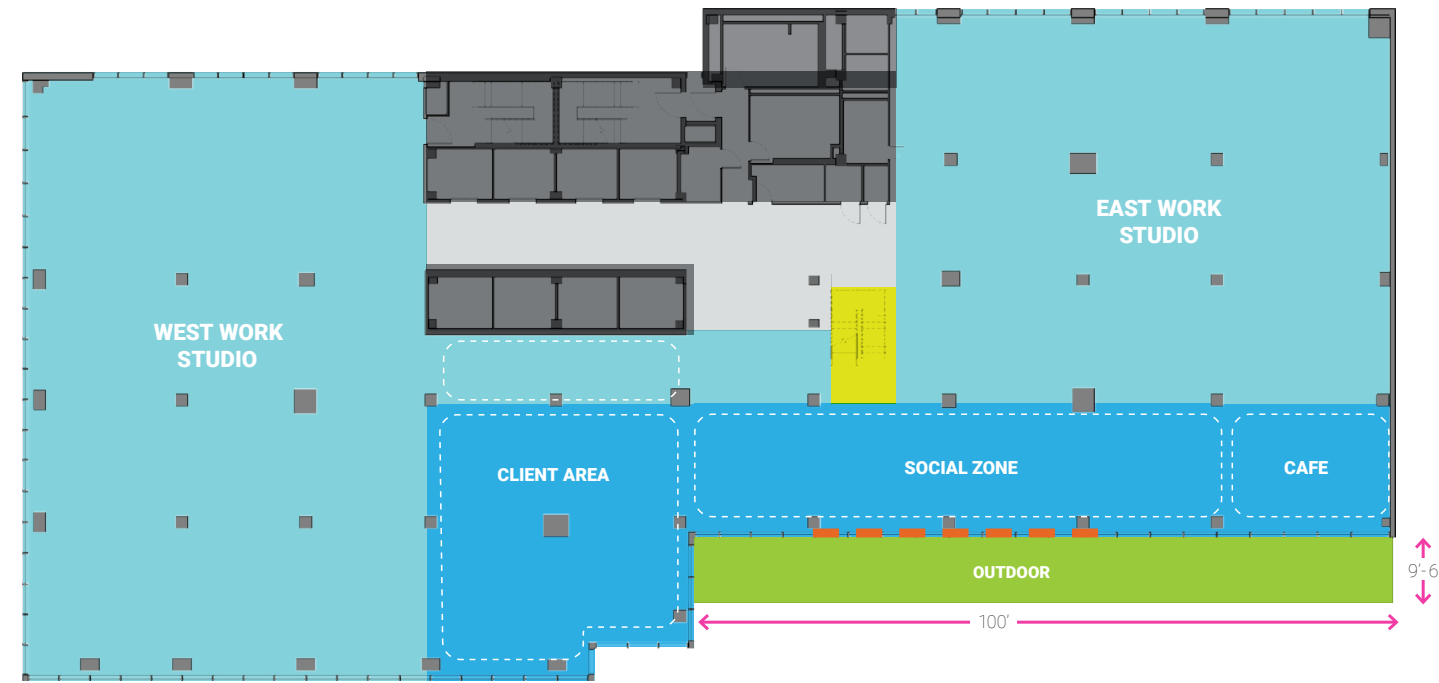 EAST WORK
STUDIO
WEST WORK
STUDIO
CLIENT AREA
SOCIAL ZONE
CAFE
OUTDOOR
9'-6
100'